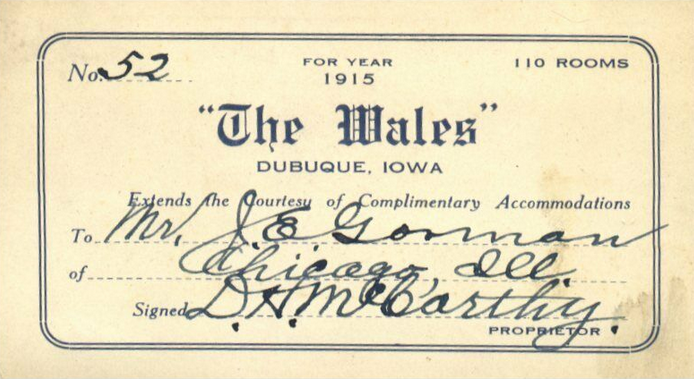 No. 52
FOR YEAR
1915
110 ROOMS
"The Wales"
DUBUQUE, IOWA
Extends the Courtesy of Complimentary Accommodations
To Mr. J. E. Gorman
of Chicago, Ill.
Signed D. H. McCarthy.
PROPRIETOR